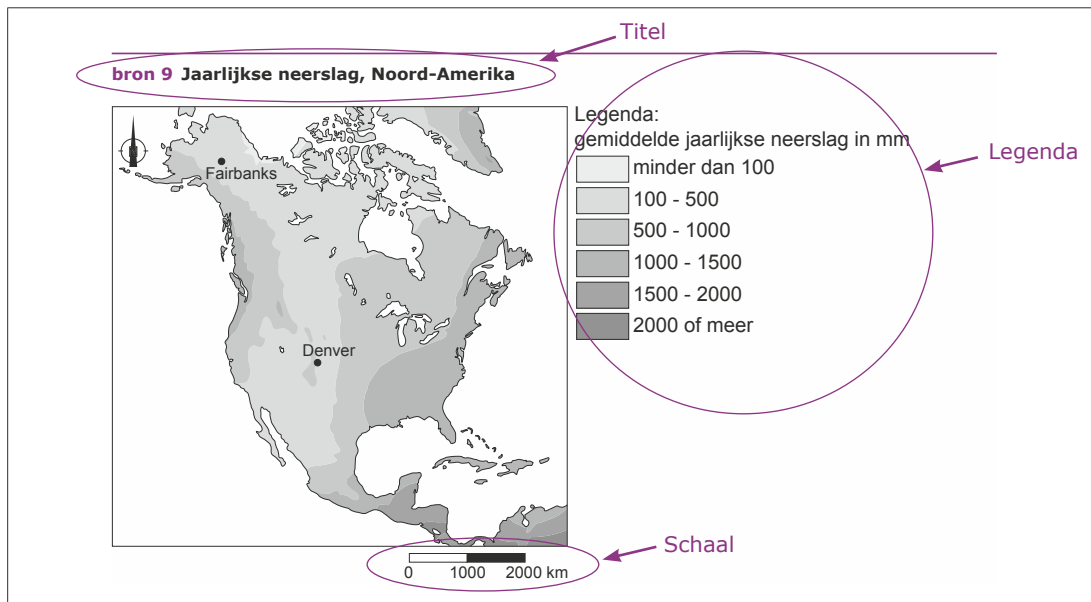 Titel
bron 9 Jaarlijkse neerslag, Noord-Amerika
Legenda:
gemiddelde jaarlijkse neerslag in mm
minder dan 100
100 - 500
500 - 1000
1000 - 1500
1500 - 2000
2000 of meer
Legenda
Fairbanks
Denver
Schaal
0 1000 2000 km